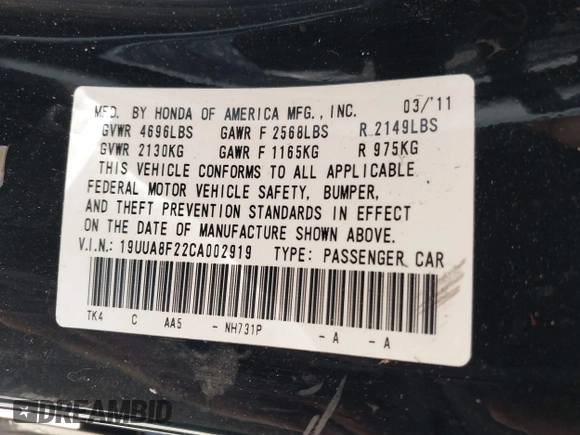 MFD. BY HONDA OF AMERICA MFG., INC. 03/'11
GVWR 4696LBS GAWR F 2568LBS R 2149LBS
GVWR 2130KG GAWR F 1165KG R 975KG
THIS VEHICLE CONFORMS TO ALL APPLICABLE
FEDERAL MOTOR VEHICLE SAFETY, BUMPER,
AND THEFT PREVENTION STANDARDS IN EFFECT
ON THE DATE OF MANUFACTURE SHOWN ABOVE.
V.I.N.: 19UUA8F22CA002919 TYPE: PASSENGER CAR
TK4 C AA5 - NH731P - A - A
DREAMBID